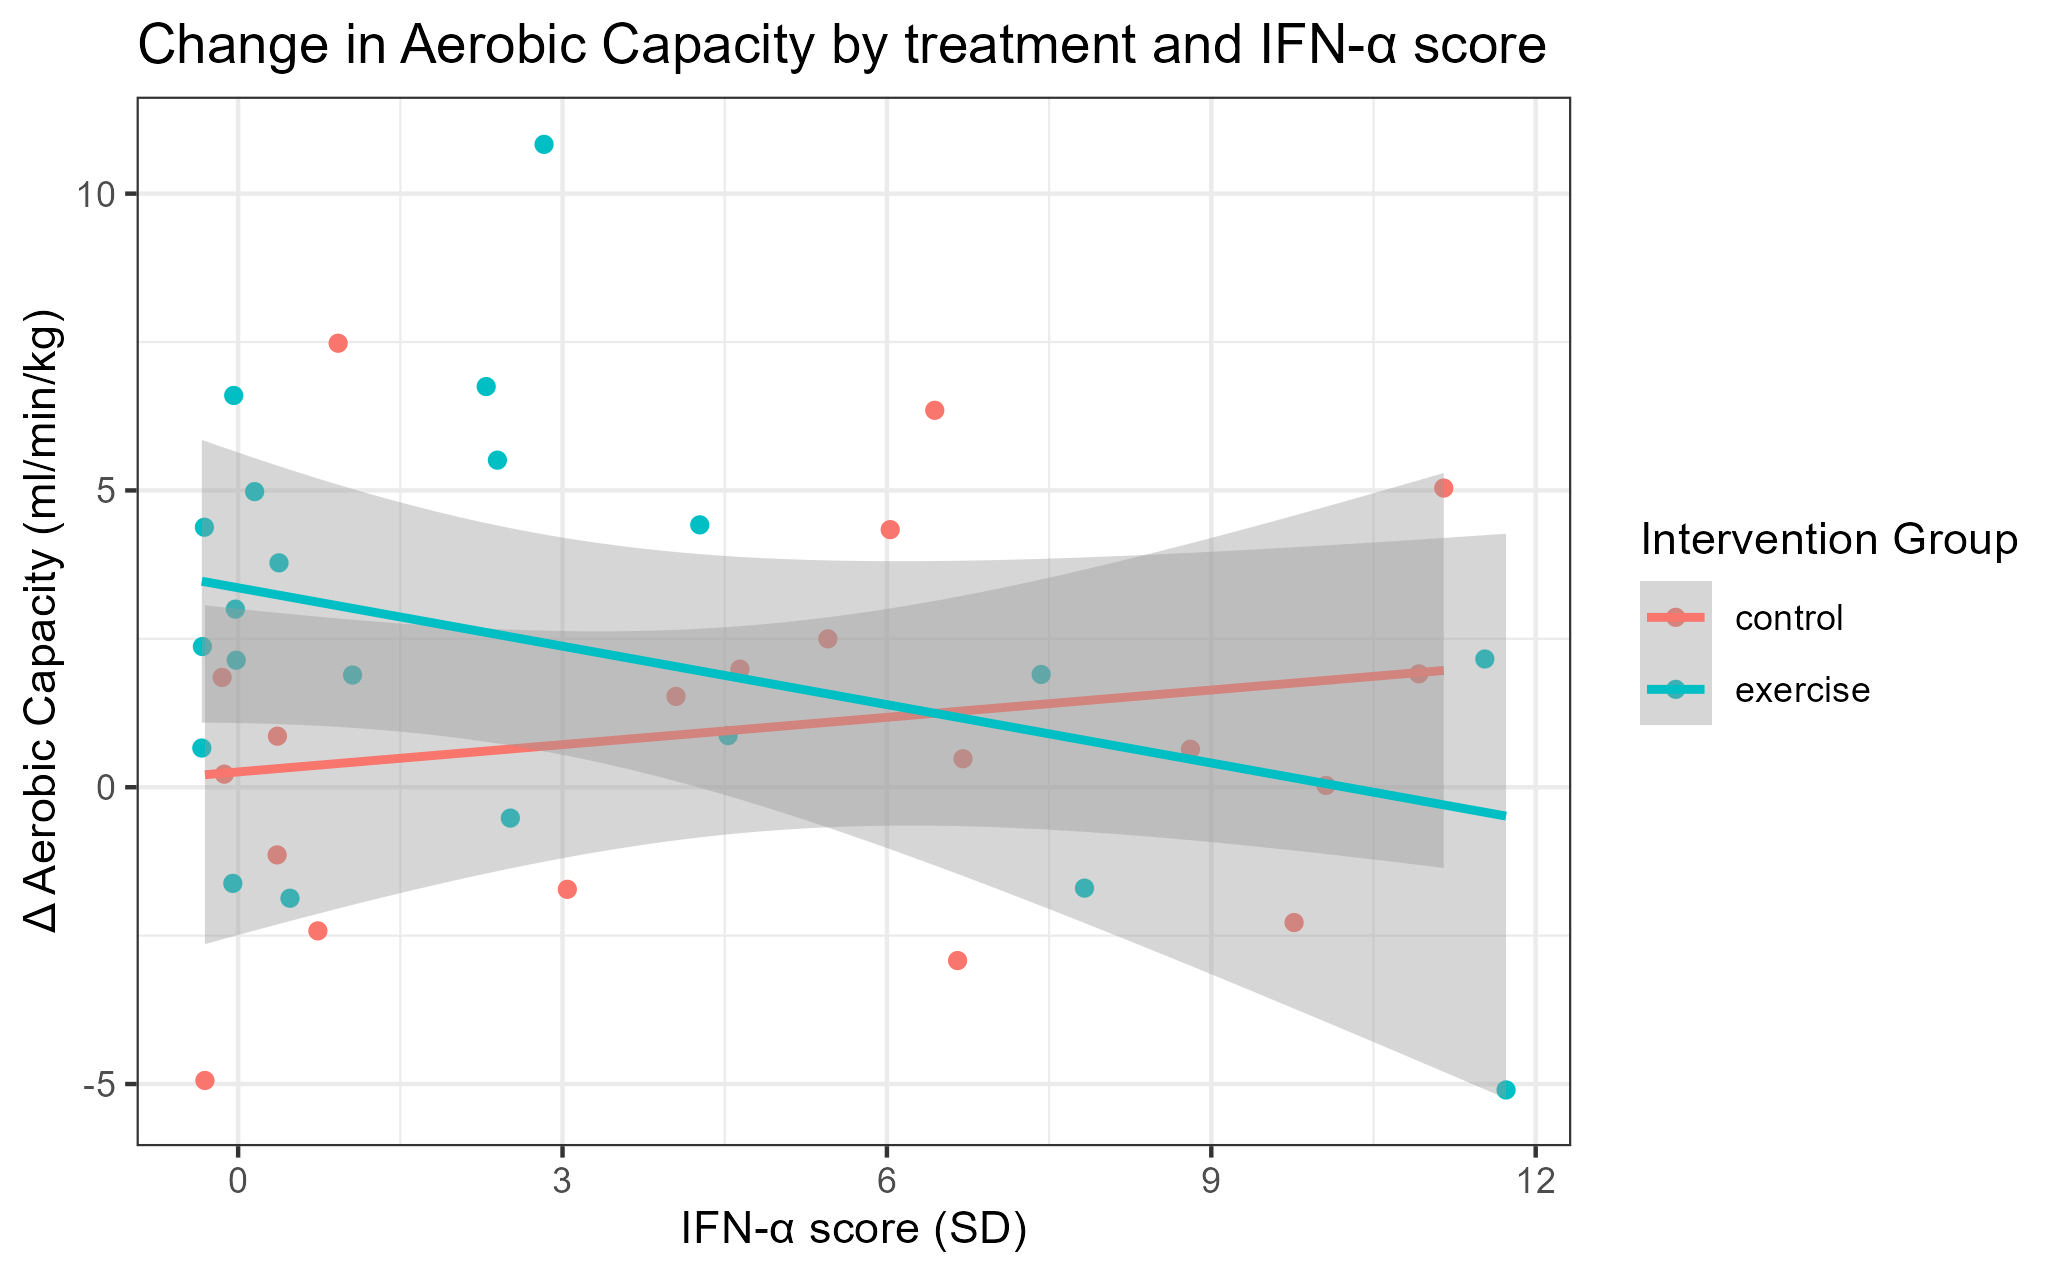 Change in Aerobic Capacity by treatment and IFN-α score
Δ Aerobic Capacity (ml/min/kg)
10
5
0
-5
0 3 6 9 12
IFN-α score (SD)
Intervention Group
control
exercise